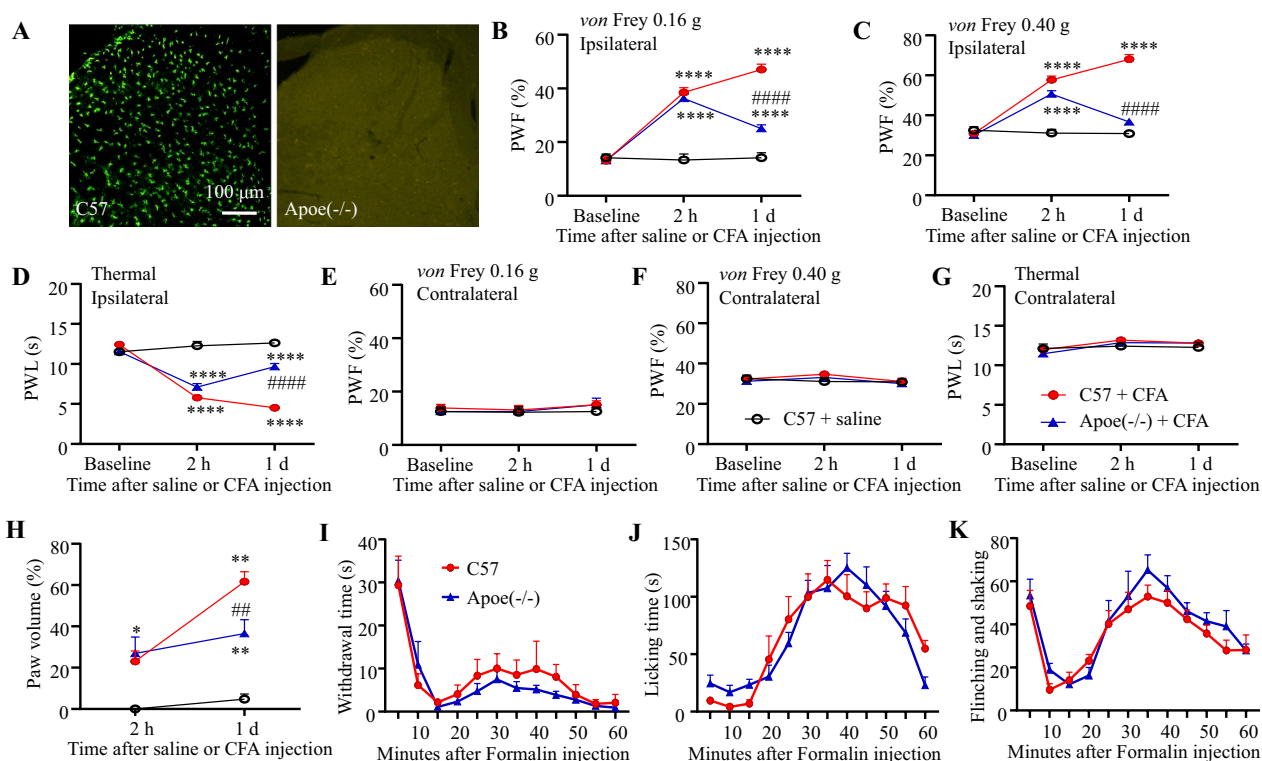 A
C57
100 μm
Apoe(-/-)
B
von Frey 0.16 g
Ipsilateral
PWF (%)
60
40
20
0
****
****
****
####
****
Baseline
2 h
1 d
Time after saline or CFA injection
C
von Frey 0.40 g
Ipsilateral
PWF (%)
80
60
40
20
0
****
****
****
####
Baseline
2 h
1 d
Time after saline or CFA injection
D
Thermal
Ipsilateral
PWL (s)
20
15
10
5
0
****
****
****
####
****
Baseline
2 h
1 d
Time after saline or CFA injection
E
von Frey 0.16 g
Contralateral
PWF (%)
60
40
20
0
Baseline
2 h
1 d
Time after saline or CFA injection
F
von Frey 0.40 g
Contralateral
PWF (%)
80
60
40
20
0
C57 + saline
Baseline
2 h
1 d
Time after saline or CFA injection
G
Thermal
Contralateral
PWL (s)
20
15
10
5
0
C57 + CFA
Apoe(-/-) + CFA
Baseline
2 h
1 d
Time after saline or CFA injection
H
Paw volume (%)
80
60
40
20
0
*
**
##
**
2 h
1 d
Time after saline or CFA injection
I
Withdrawal time (s)
40
30
20
10
0
C57
Apoe(-/-)
10 20 30 40 50 60
Minutes after Formalin injection
J
Licking time (s)
150
100
50
0
10 20 30 40 50 60
Minutes after Formalin injection
K
Flinching and shaking
80
60
40
20
0
10 20 30 40 50 60
Minutes after Formalin injection